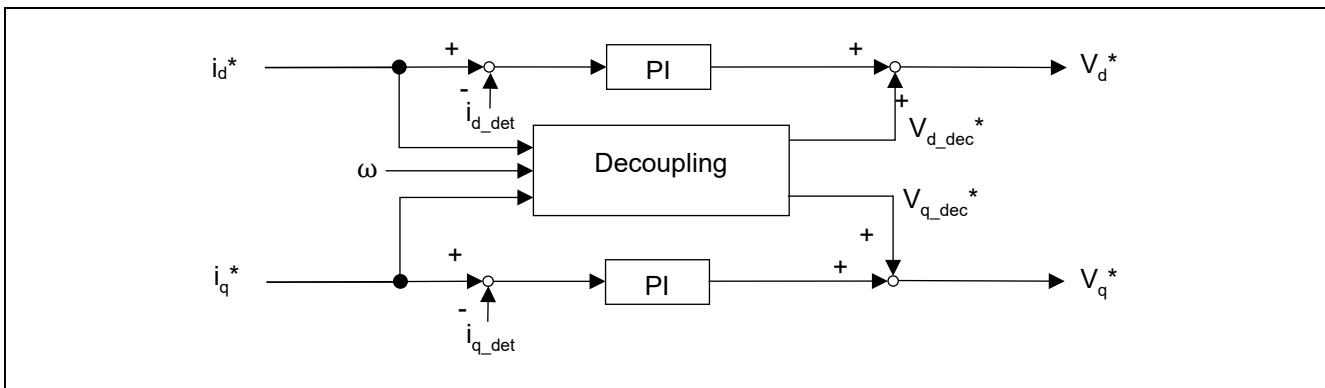 i_d*
+
-
i_d_det
PI
+
+
V_d*
V_d_dec*
ω
Decoupling
V_q_dec*
i_q*
+
-
i_q_det
PI
+
+
V_q*